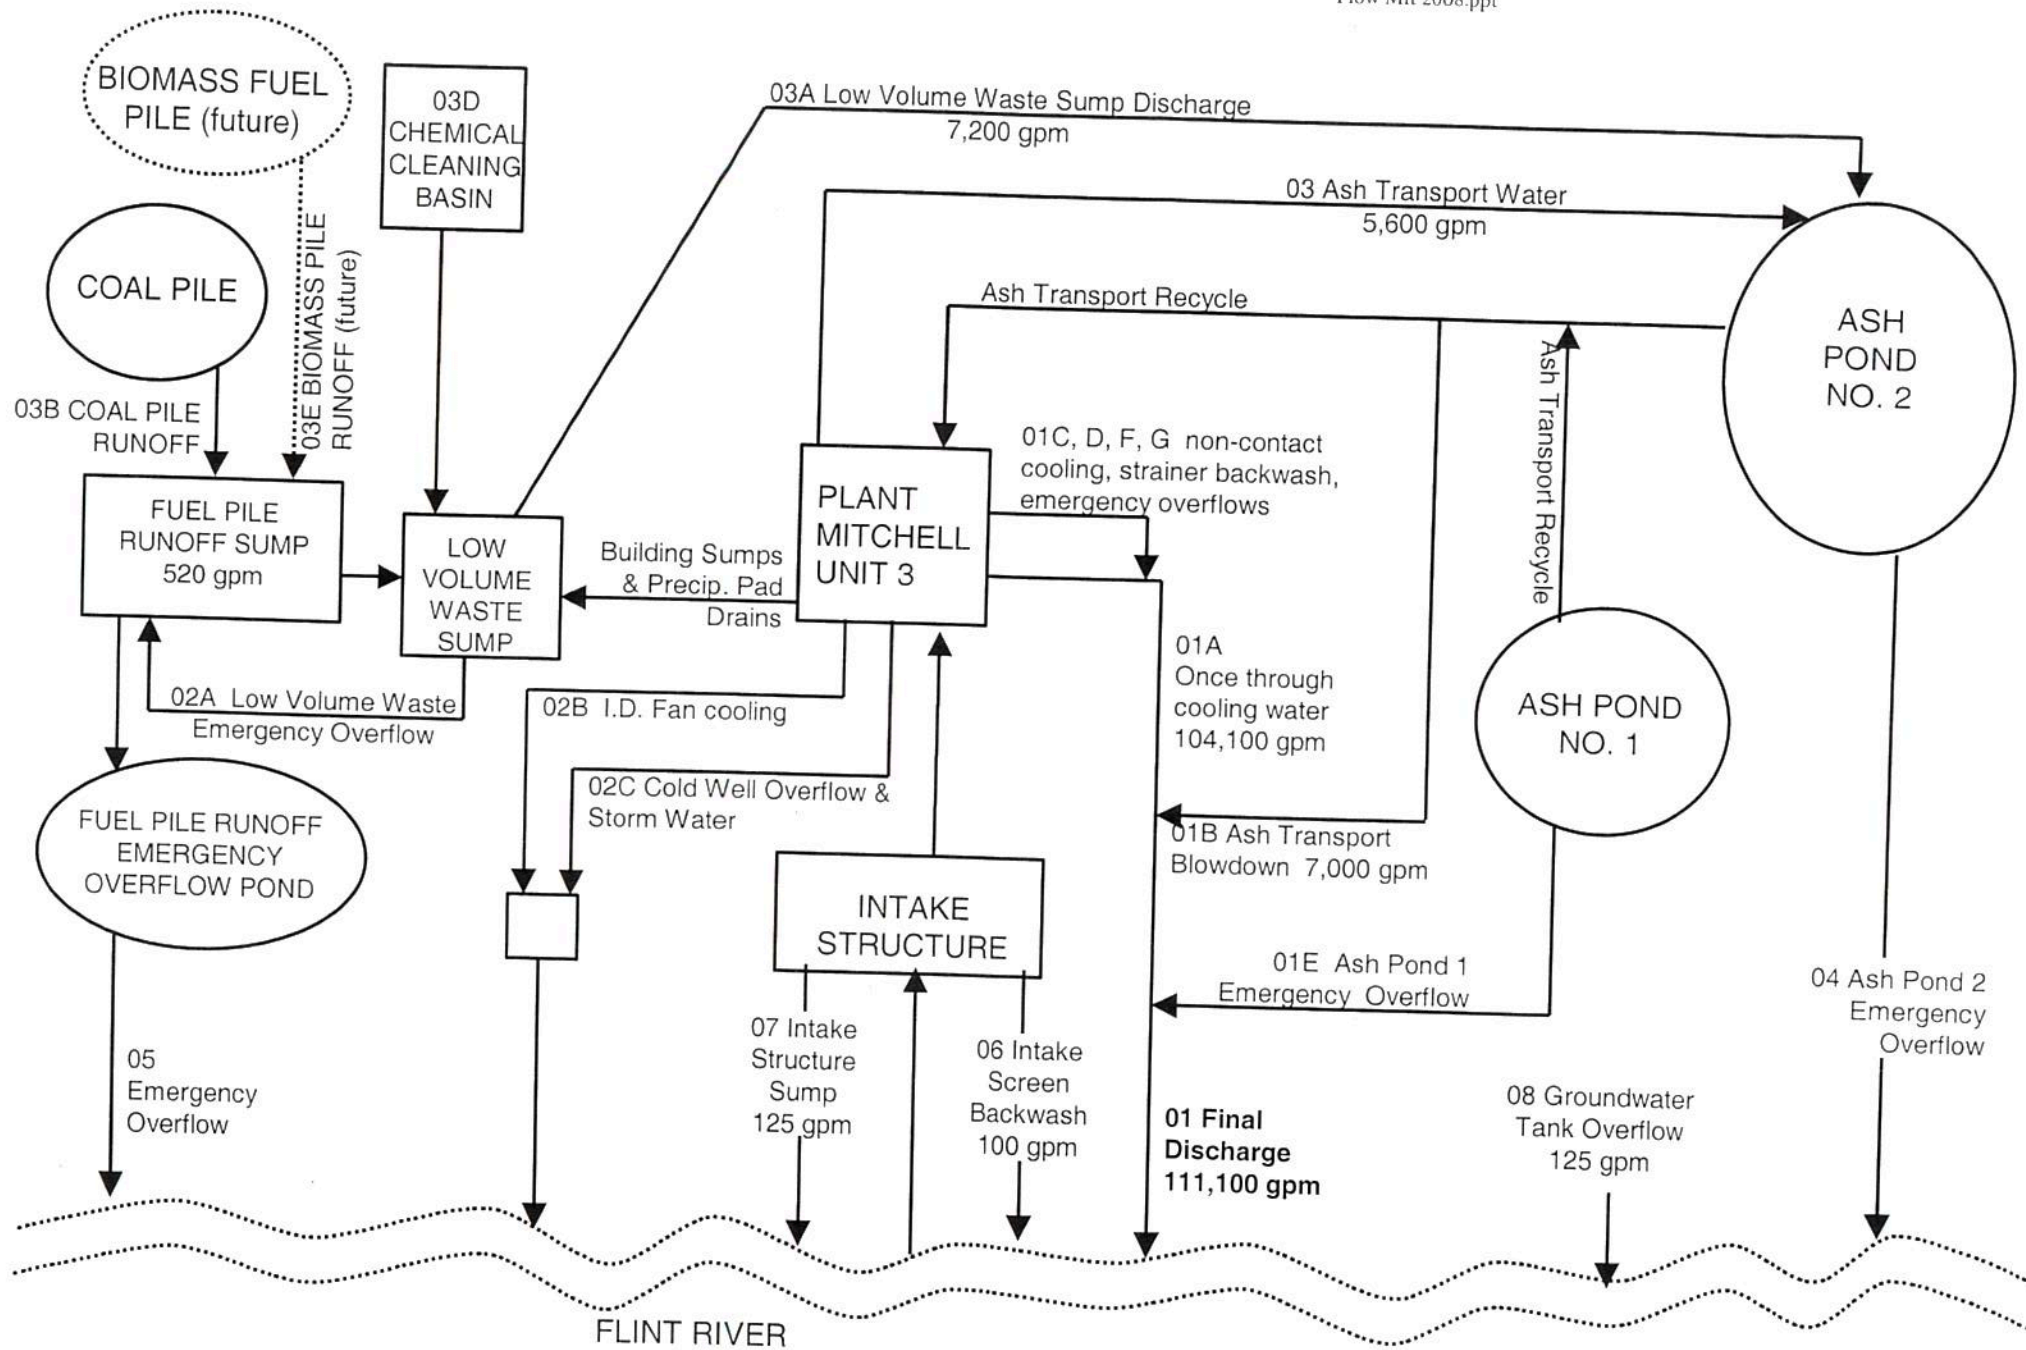 Flow Mit 2008.ppt
BIOMASS FUEL
PILE (future)
03D
CHEMICAL
CLEANING
BASIN
03A Low Volume Waste Sump Discharge
7,200 gpm
03 Ash Transport Water
5,600 gpm
COAL PILE
03E BIOMASS PILE
RUNOFF (future)
Ash Transport Recycle
ASH
POND
NO. 2
03B COAL PILE
RUNOFF
Ash Transport Recycle
01C, D, F, G non-contact
cooling, strainer backwash,
emergency overflows
FUEL PILE
RUNOFF SUMP
520 gpm
LOW
VOLUME
WASTE
SUMP
Building Sumps
& Precip. Pad
Drains
PLANT
MITCHELL
UNIT 3
01A
Once through
cooling water
104,100 gpm
ASH POND
NO. 1
02A Low Volume Waste
Emergency Overflow
02B I.D. Fan cooling
02C Cold Well Overflow &
Storm Water
FUEL PILE RUNOFF
EMERGENCY
OVERFLOW POND
01B Ash Transport
Blowdown 7,000 gpm
INTAKE
STRUCTURE
01E Ash Pond 1
Emergency Overflow
04 Ash Pond 2
Emergency
Overflow
05
Emergency
Overflow
07 Intake
Structure
Sump
125 gpm
06 Intake
Screen
Backwash
100 gpm
01 Final
Discharge
111,100 gpm
08 Groundwater
Tank Overflow
125 gpm
FLINT RIVER